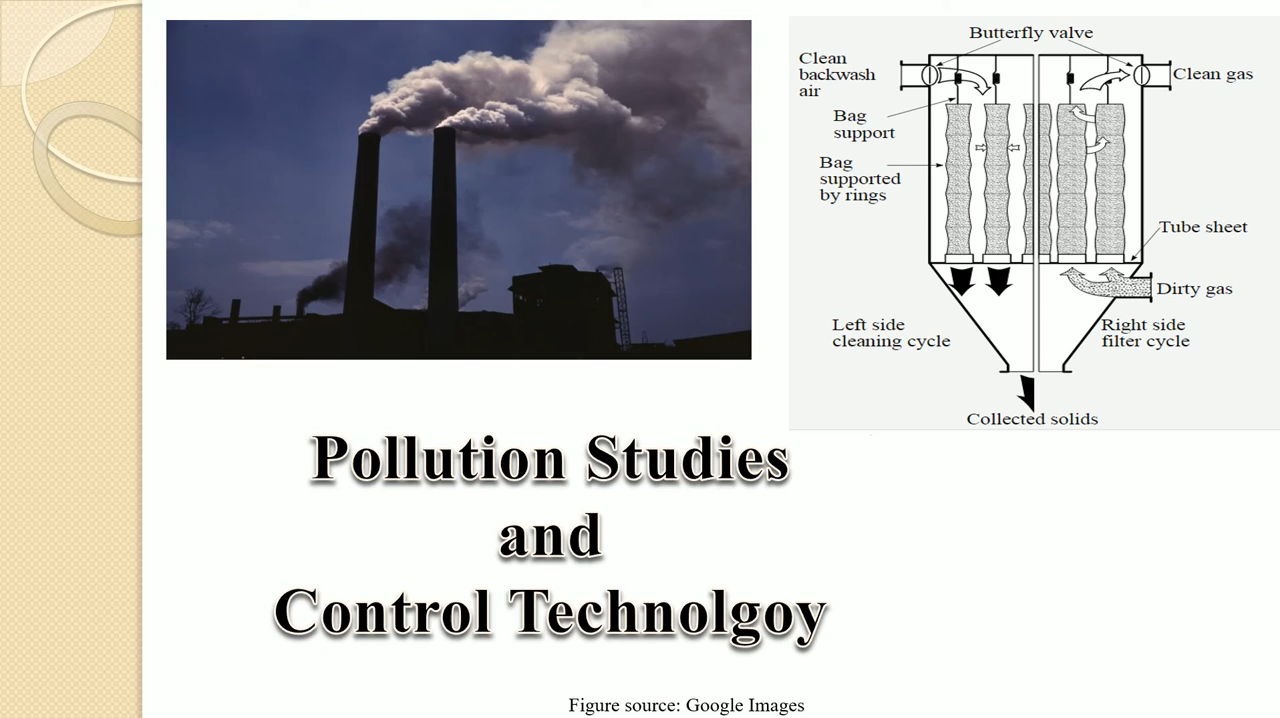 Butterfly valve
Clean
backwash
air
Clean gas
Bag
support
Bag
supported
by rings
Tube sheet
Dirty gas
Left side
cleaning cycle
Right side
filter cycle
Collected solids
Pollution Studies
and
Control Technolgoy
Figure source: Google Images